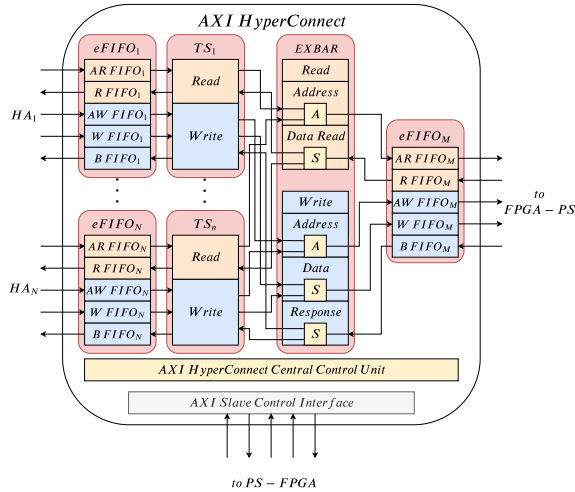 AXI HyperConnect
eFIFO1
TS1
EXBAR
ARFIFO1
RFIFO1
AWFIFO1
WFIFO1
BFIFO1
Read
Write
HA1
Read
Address
A
Data Read
S
eFIFOM
ARFIFOM
RFIFOM
AWFIFOM
WFIFOM
BFIFOM
to
FPGA-PS
eFIFON
TSn
ARFIFON
RFIFON
AWFIFON
WFIFON
BFIFON
Read
Write
HAN
Write
Address
A
Data
S
Response
S
AXI HyperConnect Central Control Unit
AXI Slave Control Interface
to PS-FPGA